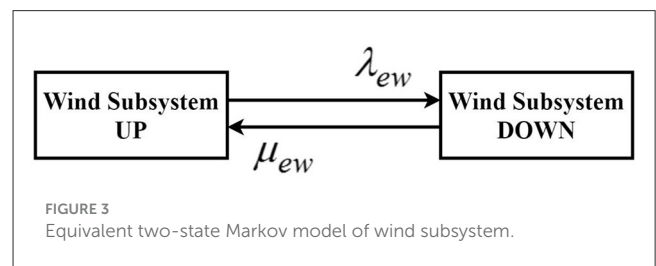 λew
Wind Subsystem
UP
Wind Subsystem
DOWN
μew
FIGURE 3
Equivalent two-state Markov model of wind subsystem.